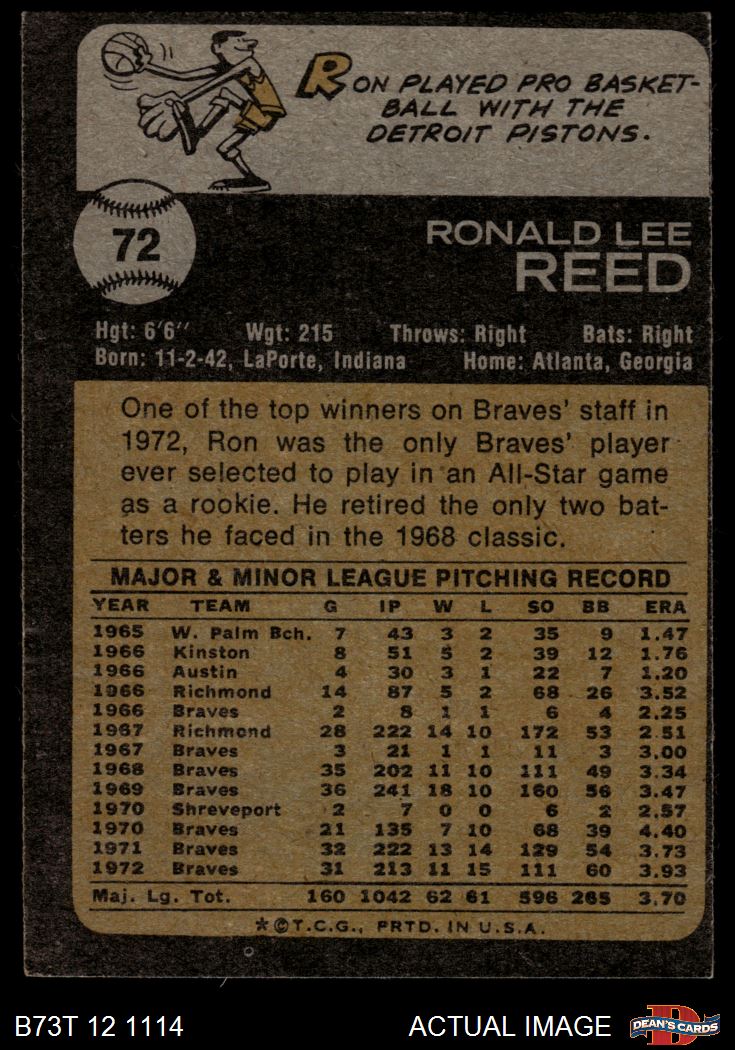 RON PLAYED PRO BASKET-
BALL WITH THE
DETROIT PISTONS.
72
RONALD LEE
REED
Hgt: 6'6" Wgt: 215 Throws: Right Bats: Right
Born: 11-2-42, LaPorte, Indiana Home: Atlanta, Georgia
One of the top winners on Braves' staff in
1972, Ron was the only Braves' player
ever selected to play in an All-Star game
as a rookie. He retired the only two bat-
ters he faced in the 1968 classic.
MAJOR & MINOR LEAGUE PITCHING RECORD
YEAR TEAM G IP W L SO BB ERA
1965 W. Palm Bch. 7 43 3 2 35 9 1.47
1966 Kinston 8 51 5 2 39 12 1.76
1966 Austin 4 30 3 1 22 7 1.20
1966 Richmond 14 87 5 2 68 26 3.52
1966 Braves 2 8 1 1 6 4 2.25
1967 Richmond 28 222 14 10 172 53 2.51
1967 Braves 3 21 1 1 11 3 3.00
1968 Braves 35 202 11 10 111 49 3.34
1969 Braves 36 241 18 10 160 56 3.47
1970 Shreveport 2 7 0 0 6 2 2.57
1970 Braves 21 135 7 10 68 39 4.40
1971 Braves 32 222 13 14 129 54 3.73
1972 Braves 31 213 11 15 111 60 3.93
Maj. Lg. Tot. 160 1042 62 61 596 265 3.70
*©T.C.G., PRTD. IN U.S.A.
B73T 12 1114 ACTUAL IMAGE D DEAN'S CARDS